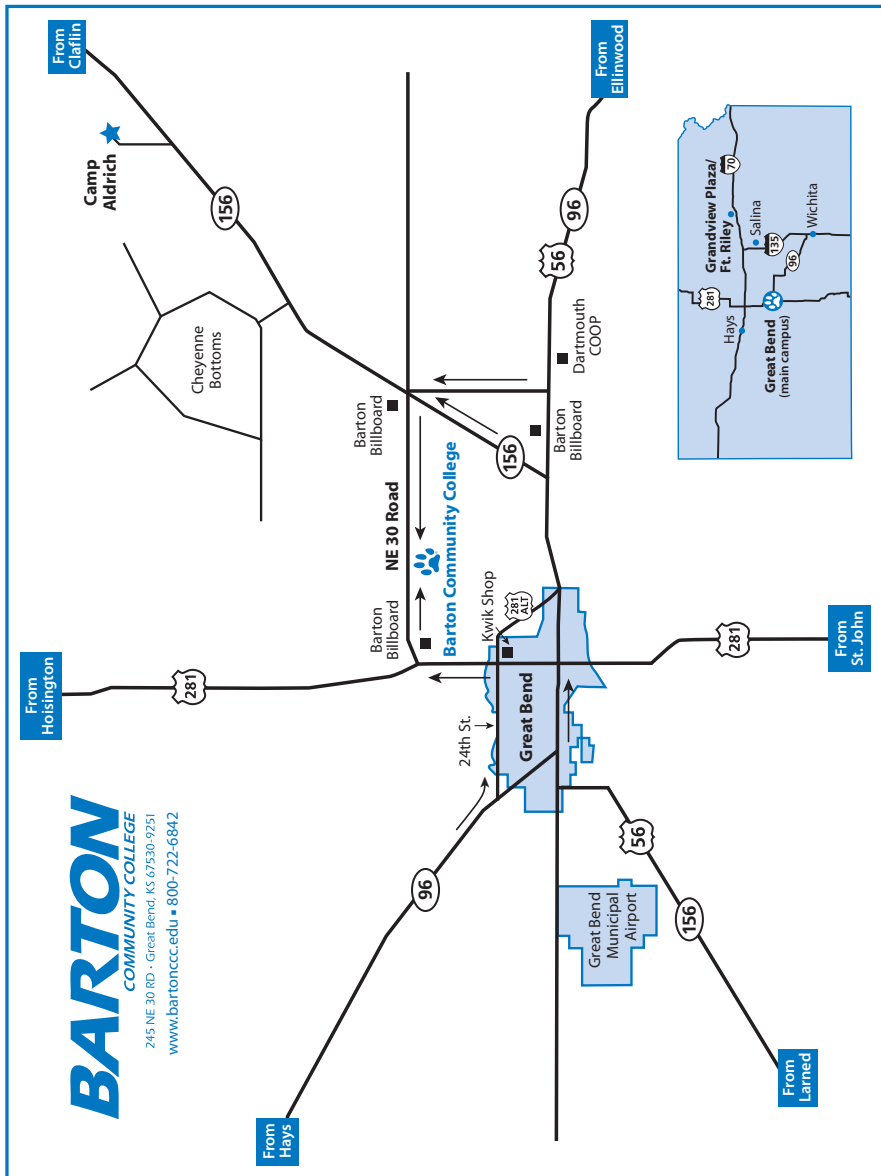 BARTON
COMMUNITY COLLEGE
245 NE 30 RD · Great Bend, KS 67530-9251
www.bartonccc.edu ▪ 800-722-6842
From
Hoisington
From
Claflin
Camp
Aldrich
156
Cheyenne
Bottoms
281
From
Hays
96
Barton
Billboard
NE 30 Road
Barton
Billboard
Barton Community College
24th St.
Kwik Shop
281
ALT
Great Bend
156
Barton
Billboard
Dartmouth
COOP
56
96
From
Ellinwood
Great Bend
Municipal
Airport
56
156
From
Larned
281
From
St. John
281
Hays
Great Bend
(main campus)
Grandview Plaza/
Ft. Riley
70
Salina
135
96
Wichita